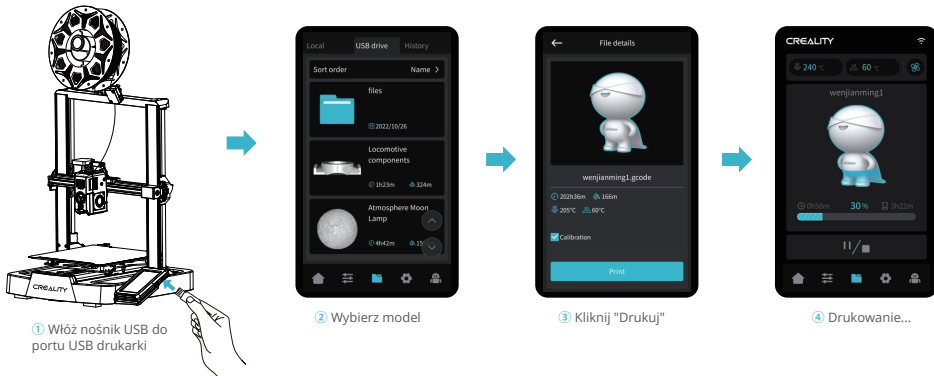 CREALITY
① Włóż nośnik USB do
portu USB drukarki
Local USB drive History
Sort order Name >
files
2022/10/26
Locomotive
components
1h23m 324m
Atmosphere Moon
Lamp
4h42m
② Wybierz model
File details
wenjianming1.gcode
202h36m 166m
205°C 60°C
Calibration
Print
③ Kliknij "Drukuj"
CREALITY
240 °C 60 °C
wenjianming1
0h58m 30% 3h22m
④ Drukowanie...